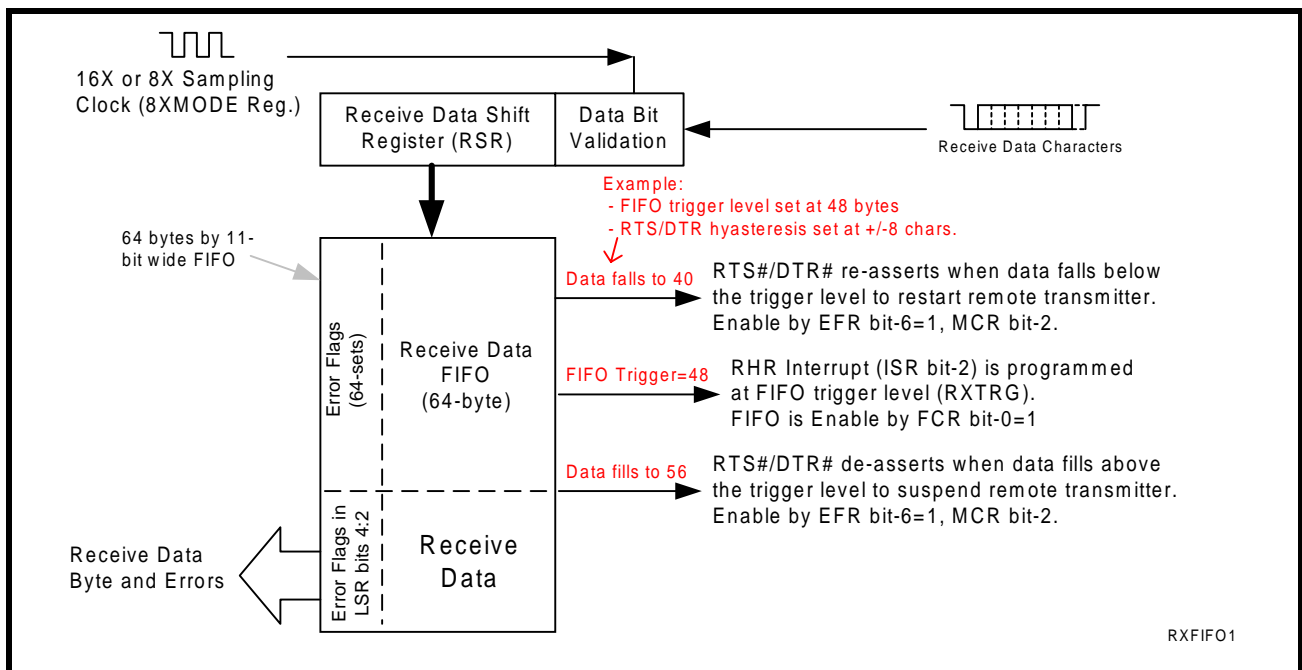 16X or 8X Sampling
Clock (8XMODE Reg.)
Receive Data Shift
Register (RSR)
Data Bit
Validation
Receive Data Characters
Example:
- FIFO trigger level set at 48 bytes
- RTS/DTR hyasteresis set at +/-8 chars.
64 bytes by 11-
bit wide FIFO
Data falls to 40
RTS#/DTR# re-asserts when data falls below
the trigger level to restart remote transmitter.
Enable by EFR bit-6=1, MCR bit-2.
Error Flags
(64-sets)
Receive Data
FIFO
(64-byte)
FIFO Trigger=48
RHR Interrupt (ISR bit-2) is programmed
at FIFO trigger level (RXTRG).
FIFO is Enable by FCR bit-0=1
Data fills to 56
RTS#/DTR# de-asserts when data fills above
the trigger level to suspend remote transmitter.
Enable by EFR bit-6=1, MCR bit-2.
Receive Data
Byte and Errors
Error Flags in
LSR bits 4:2
Receive
Data
RXFIFO1